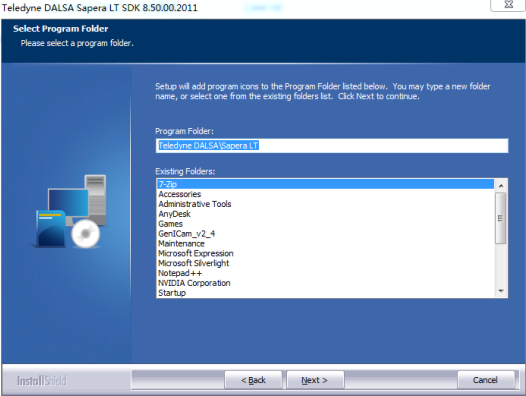 Teledyne DALSA Sapera LT SDK 8.50.00.2011
Select Program Folder
Please select a program folder.
Setup will add program icons to the Program Folder listed below. You may type a new folder
name, or select one from the existing folders list. Click Next to continue.
Program Folder:
Teledyne DALSA\Sapera LT
Existing Folders:
7-Zip
Accessories
Administrative Tools
AnyDesk
Games
GenICam_v2_4
Maintenance
Microsoft Expression
Microsoft Silverlight
Notepad++
NVIDIA Corporation
Startup
InstallShield
< Back
Next >
Cancel